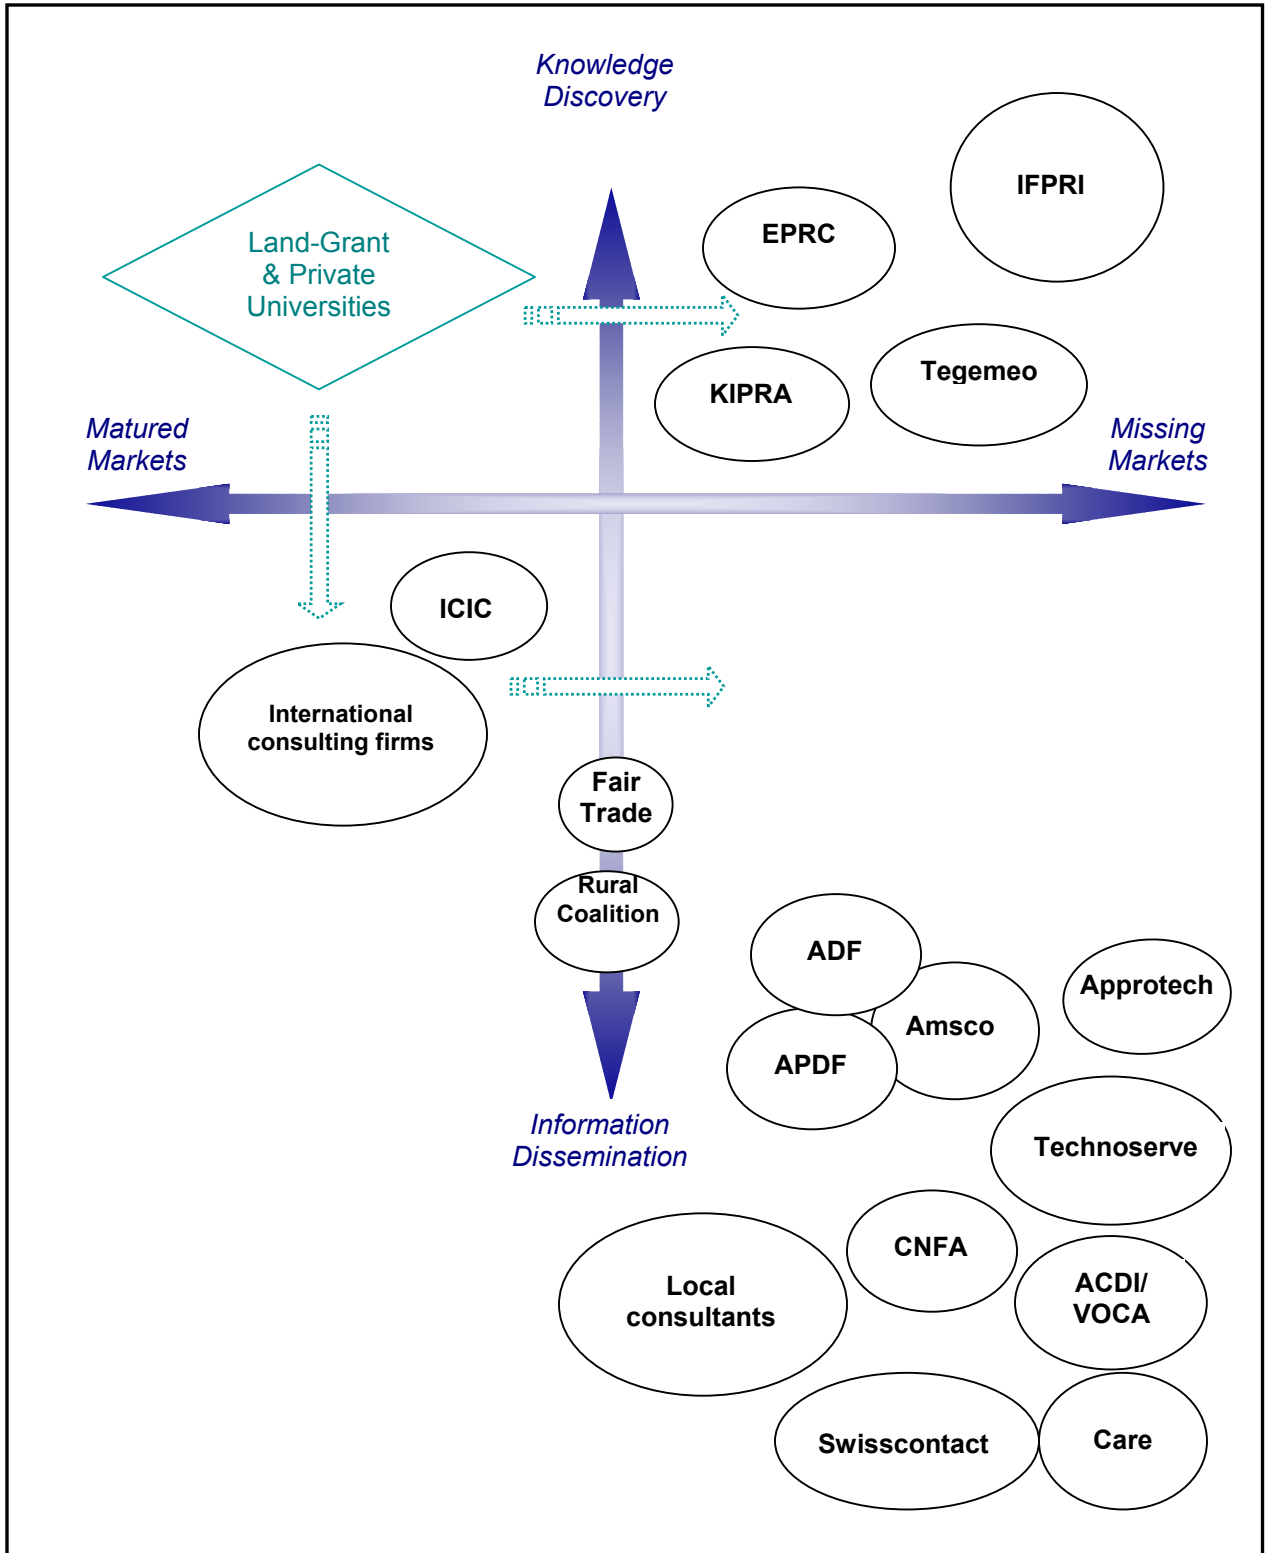 Knowledge
Discovery
IFPRI
EPRC
Land-Grant
& Private
Universities
Tegemeo
KIPRA
Matured
Markets
Missing
Markets
ICIC
International
consulting firms
Fair
Trade
Rural
Coalition
ADF
Approtech
Amsco
APDF
Information
Dissemination
Technoserve
CNFA
Local
consultants
ACDI/
VOCA
Swisscontact
Care